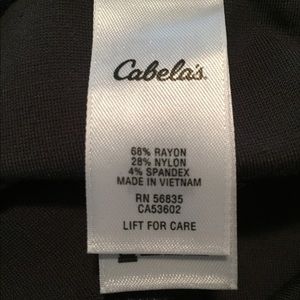 Cabela's
68% RAYON
28% NYLON
4% SPANDEX
MADE IN VIETNAM
RN 56835
CA53602
LIFT FOR CARE